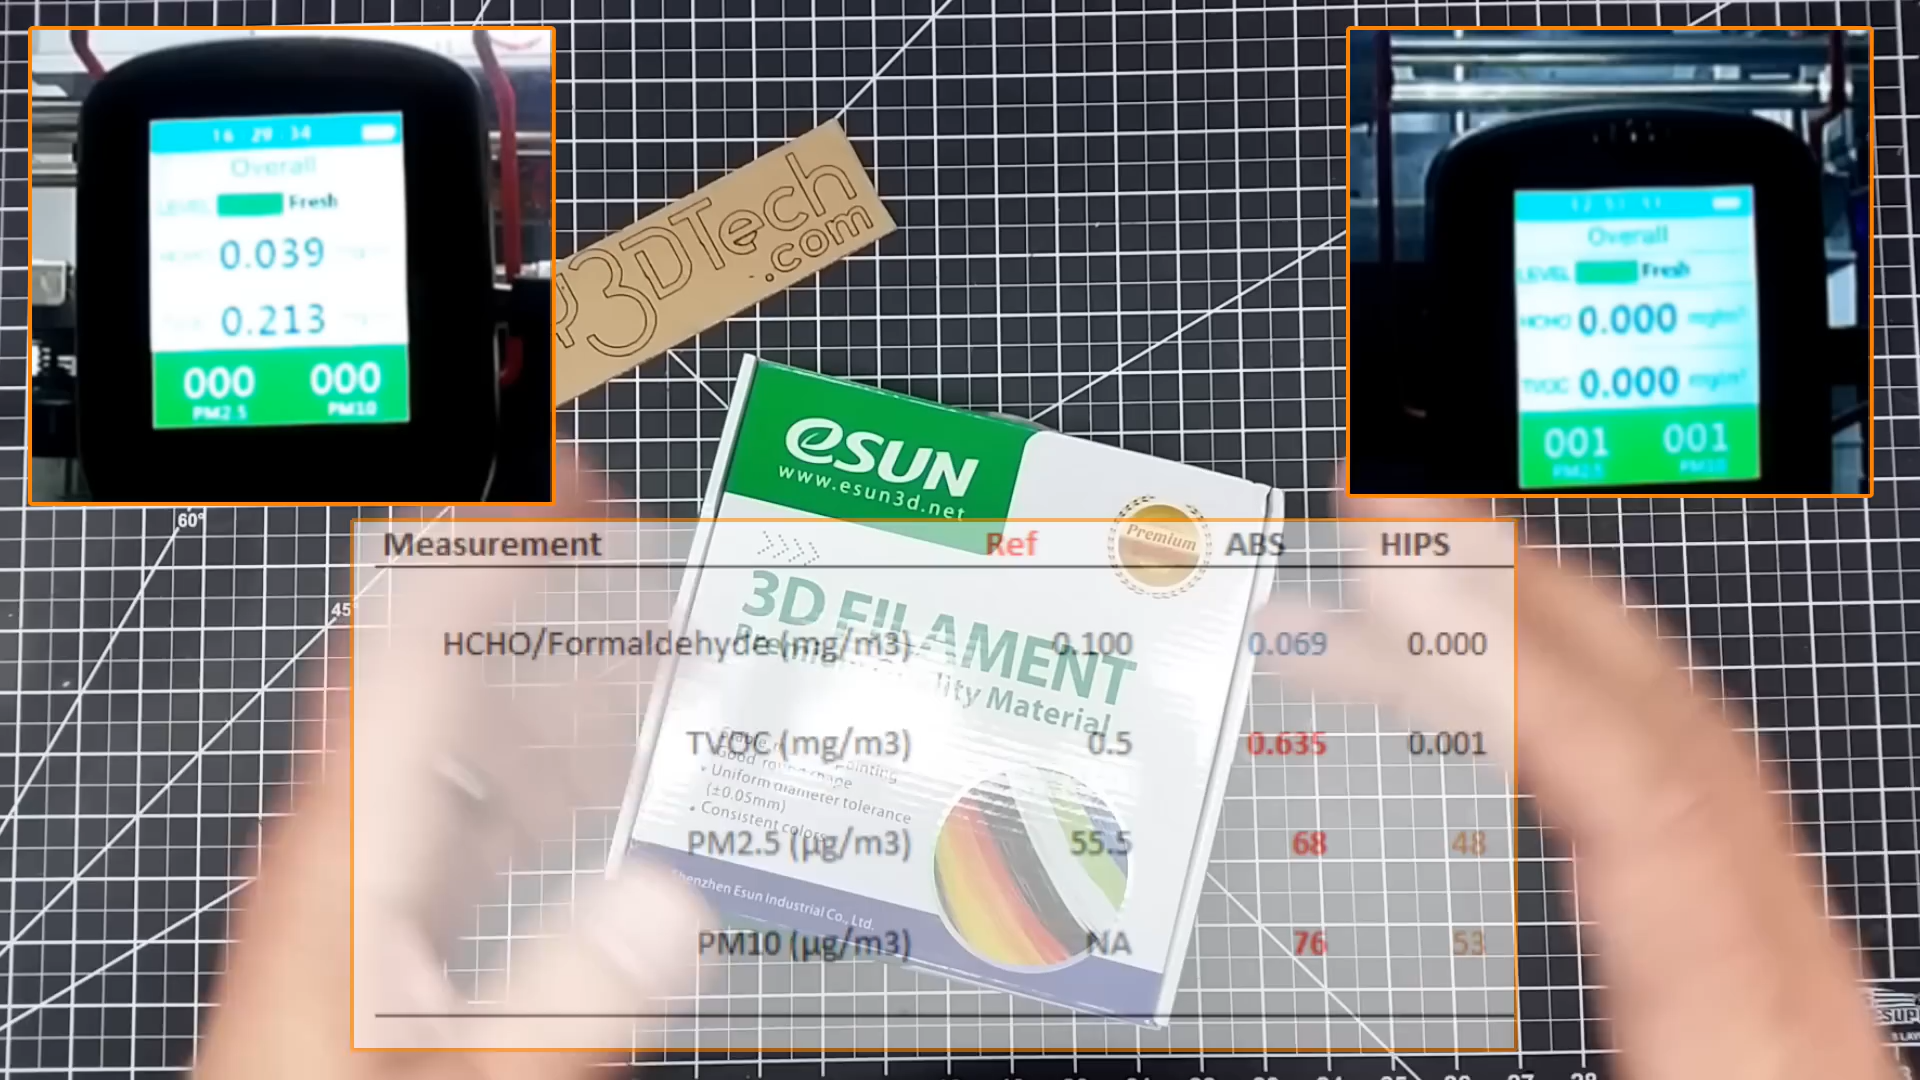 16 20 34
Overall
LEVEL Fresh
0.039
0.213
000 000
PM2.5 PM10
3DTech
.com
Overall
LEVEL Fresh
HCHO 0.000 mg/m³
TVOC 0.000 mg/m³
001 001
PM2.5 PM10
eSUN
www.esun3d.net
Premium
3D FILAMENT
Material
Uniform diameter tolerance
(±0.05mm)
Consistent colors
Shenzhen Esun Industrial Co., Ltd.
60°
45°
Measurement Ref ABS HIPS
HCHO/Formaldehyde (mg/m3) 0.100 0.069 0.000
TVOC (mg/m3) 0.5 0.635 0.001
PM2.5 (µg/m3) 55.5 68 48
PM10 (µg/m3) NA 76 53